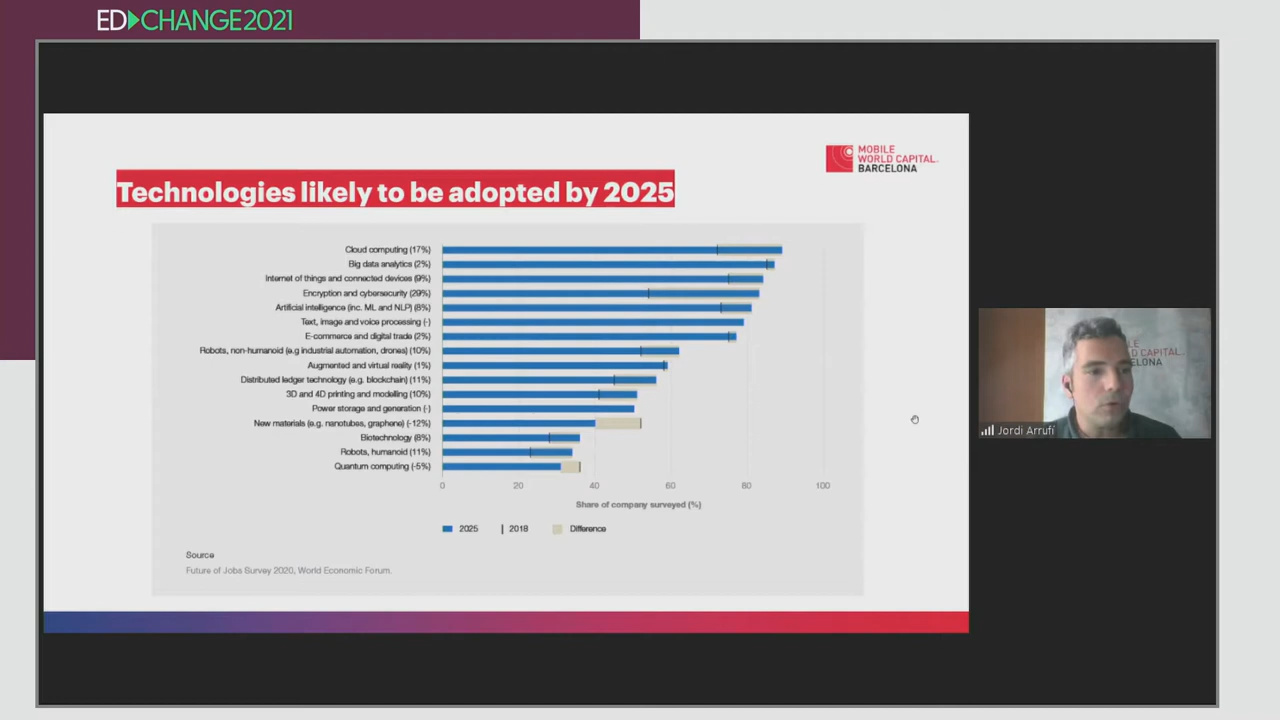 ED CHANGE2021
MOBILE
WORLD CAPITAL
BARCELONA
Technologies likely to be adopted by 2025
Cloud computing (17%)
Big data analytics (2%)
Internet of things and connected devices (9%)
Encryption and cybersecurity (29%)
Artificial intelligence (inc. ML and NLP) (8%)
Text, image and voice processing (-)
E-commerce and digital trade (2%)
Robots, non-humanoid (e.g industrial automation, drones) (10%)
Augmented and virtual reality (1%)
Distributed ledger technology (e.g. blockchain) (11%)
3D and 4D printing and modelling (10%)
Power storage and generation (-)
New materials (e.g. nanotubes, graphene) (-12%)
Biotechnology (8%)
Robots, humanoid (11%)
Quantum computing (-5%)
0 20 40 60 80 100
Share of company surveyed (%)
2025 2018 Difference
Source
Future of Jobs Survey 2020, World Economic Forum.
WORLD CAPITAL.
BARCELONA
Jordi Arrufí